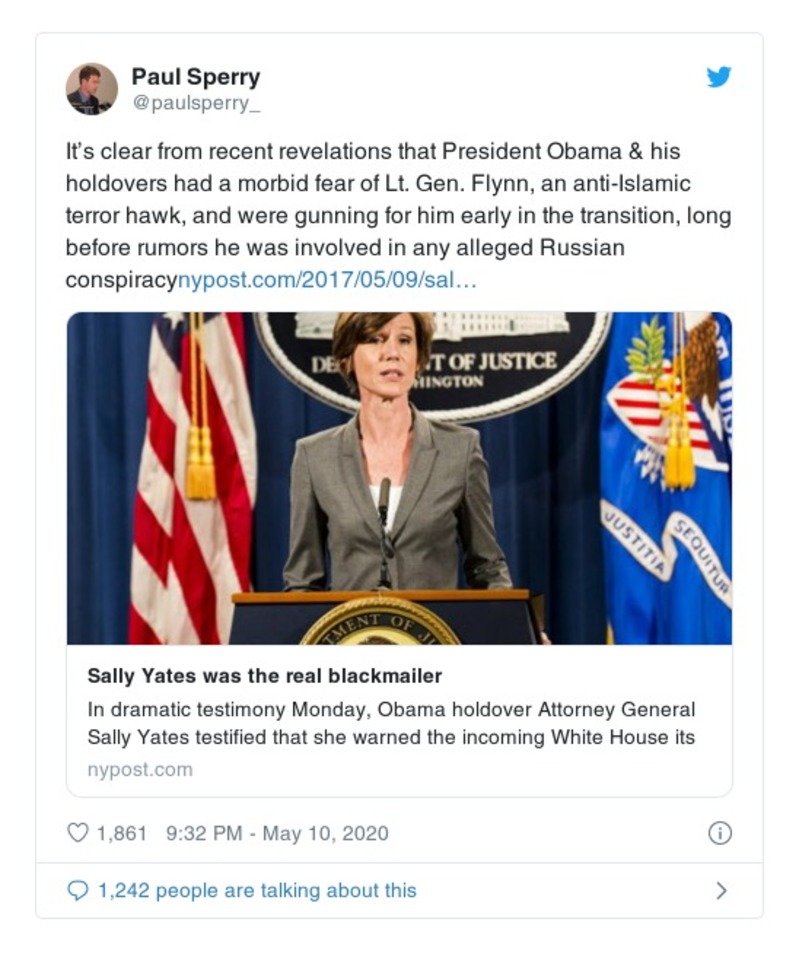 Paul Sperry
@paulsperry_
It's clear from recent revelations that President Obama & his
holdovers had a morbid fear of Lt. Gen. Flynn, an anti-Islamic
terror hawk, and were gunning for him early in the transition, long
before rumors he was involved in any alleged Russian
conspiracynypost.com/2017/05/09/sal…
T OF JUSTICE
HINGTON
JUSTITIA
SEQUITUR
TMENT OF J
Sally Yates was the real blackmailer
In dramatic testimony Monday, Obama holdover Attorney General
Sally Yates testified that she warned the incoming White House its
nypost.com
1,861 9:32 PM - May 10, 2020
1,242 people are talking about this